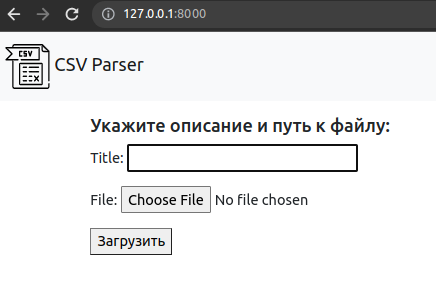 127.0.0.1:8000
CSV
CSV Parser
Укажите описание и путь к файлу:
Title:
File: Choose File No file chosen
Загрузить